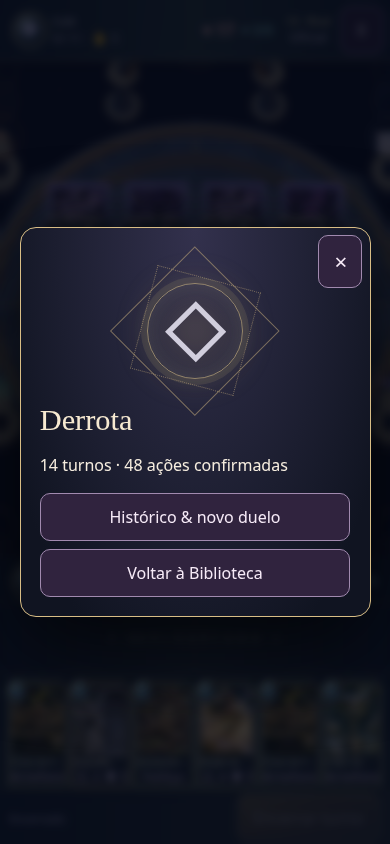 ×
Derrota
14 turnos · 48 ações confirmadas
Histórico & novo duelo
Voltar à Biblioteca